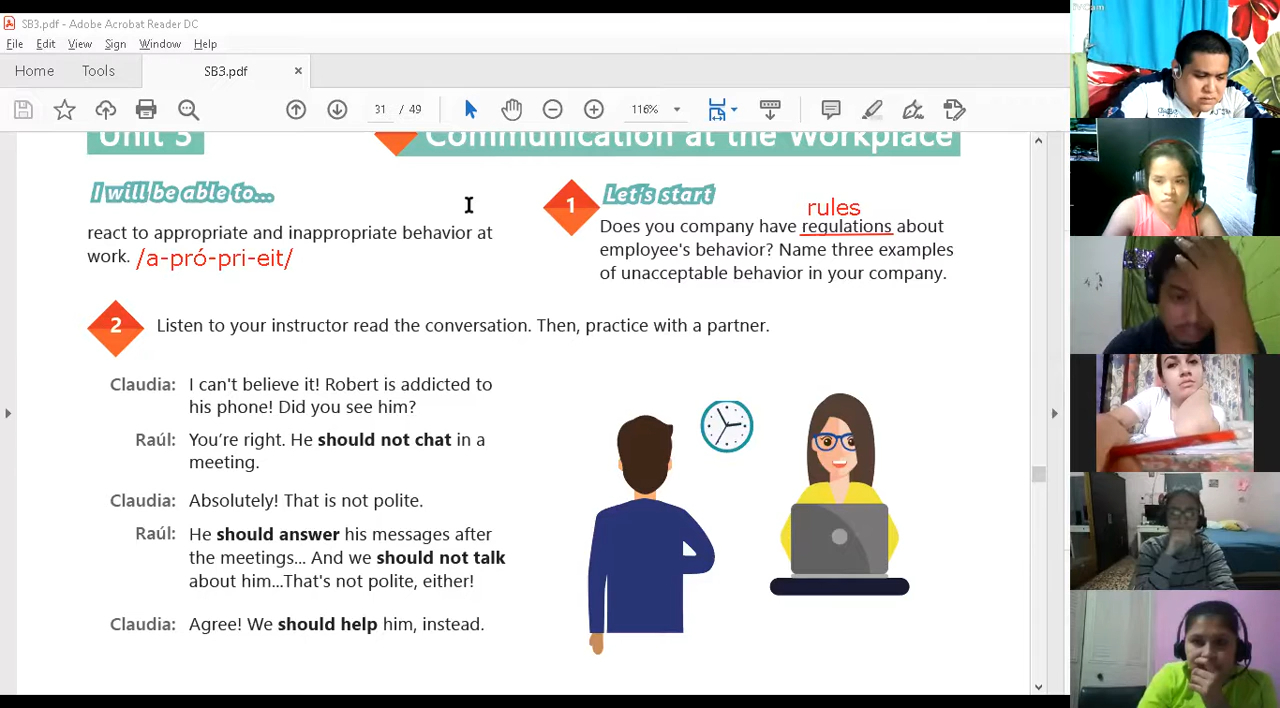 SB3.pdf - Adobe Acrobat Reader DC
File Edit View Sign Window Help
Home Tools SB3.pdf ×
31 / 49 116%
Unit 5 Communication at the Workplace
I will be able to...
react to appropriate and inappropriate behavior at
work. /a-pró-pri-eit/
1 Let's start
rules
Does you company have regulations about
employee's behavior? Name three examples
of unacceptable behavior in your company.
2 Listen to your instructor read the conversation. Then, practice with a partner.
Claudia: I can't believe it! Robert is addicted to
his phone! Did you see him?
Raúl: You're right. He should not chat in a
meeting.
Claudia: Absolutely! That is not polite.
Raúl: He should answer his messages after
the meetings... And we should not talk
about him...That's not polite, either!
Claudia: Agree! We should help him, instead.